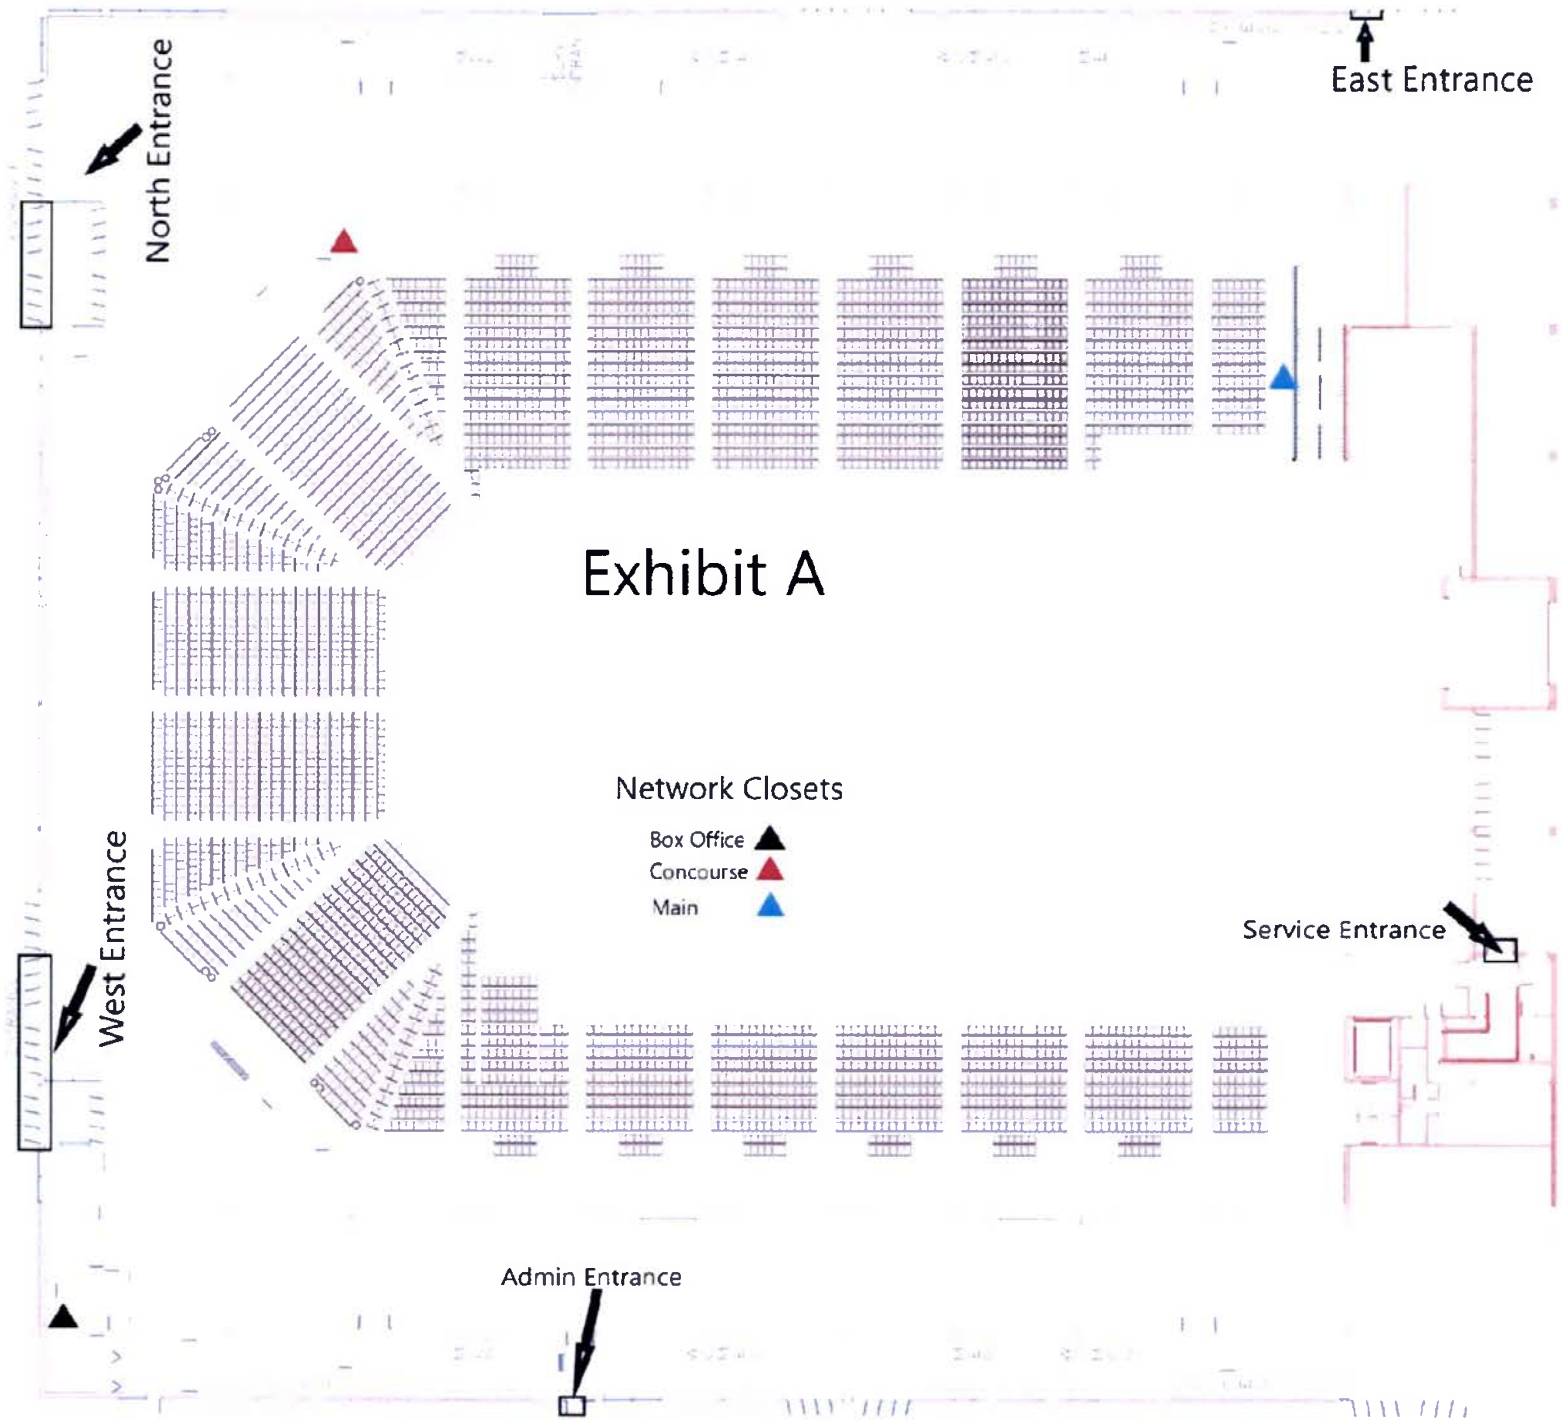 East Entrance
North Entrance
Exhibit A
Network Closets
Box Office
Concourse
Main
West Entrance
Service Entrance
Admin Entrance